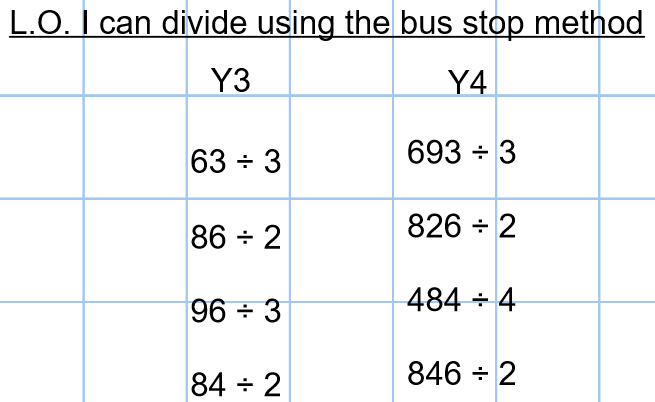 L.O. I can divide using the bus stop method
Y3
63 ÷ 3
86 ÷ 2
96 ÷ 3
84 ÷ 2
Y4
693 ÷ 3
826 ÷ 2
484 ÷ 4
846 ÷ 2